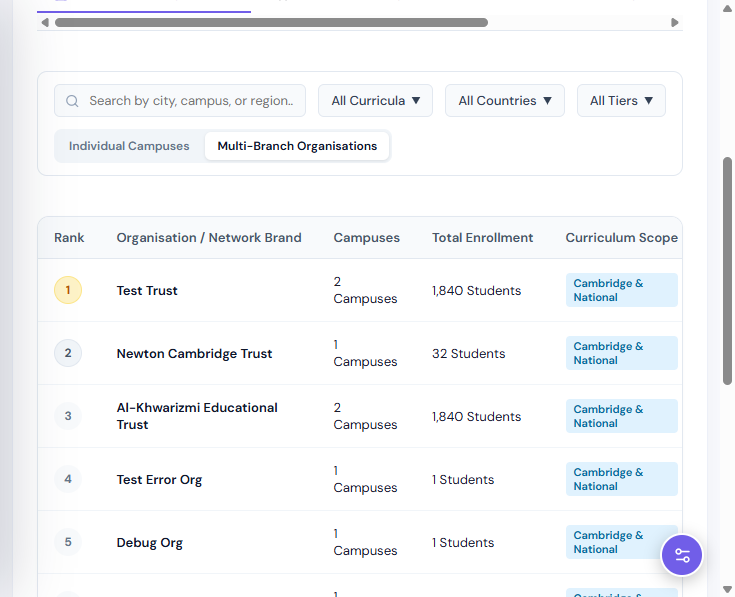 Search by city, campus, or region..
All Curricula ▼
All Countries ▼
All Tiers ▼
Individual Campuses
Multi-Branch Organisations
Rank
Organisation / Network Brand
Campuses
Total Enrollment
Curriculum Scope
1
Test Trust
2
Campuses
1,840 Students
Cambridge &
National
2
Newton Cambridge Trust
1
Campuses
32 Students
Cambridge &
National
3
Al-Khwarizmi Educational
Trust
2
Campuses
1,840 Students
Cambridge &
National
4
Test Error Org
1
Campuses
1 Students
Cambridge &
National
5
Debug Org
1
Campuses
1 Students
Cambridge &
National